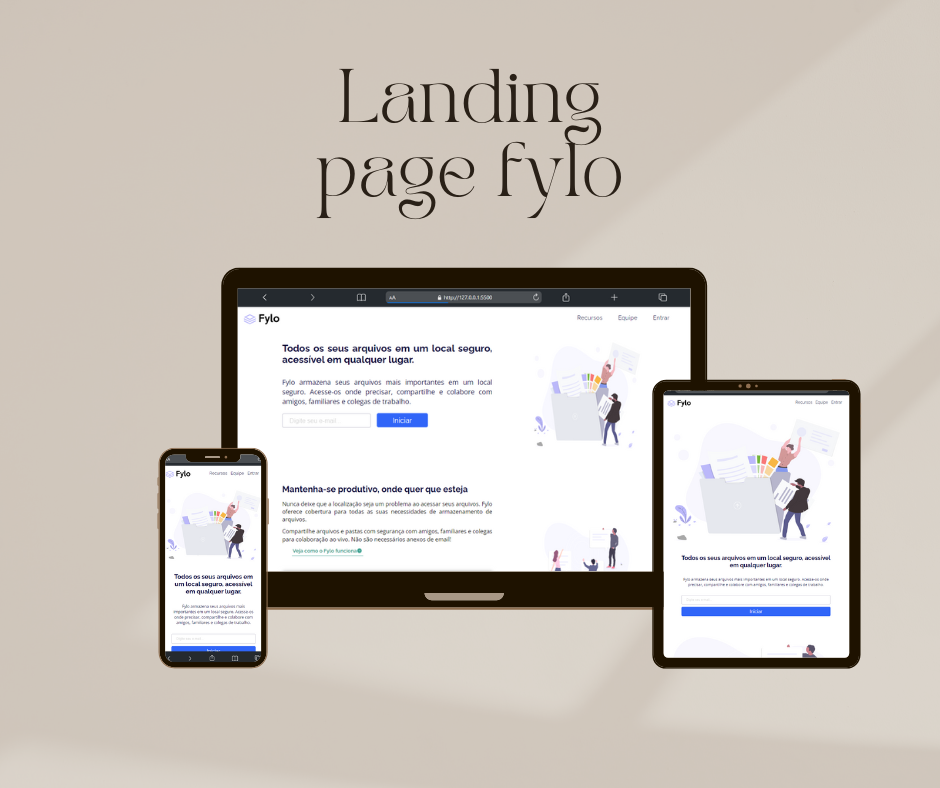 Landing
page fylo
AA http://127.0.0.1:5500
Fylo
Recursos Equipe Entrar
Todos os seus arquivos em um local seguro,
acessível em qualquer lugar.
Fylo armazena seus arquivos mais importantes em um local
seguro. Acesse-os onde precisar, compartilhe e colabore com
amigos, familiares e colegas de trabalho.
Digite seu e-mail
Iniciar
Mantenha-se produtivo, onde quer que esteja
Nunca deixe que a localização seja um problema ao acessar seus arquivos. Fylo
oferece cobertura para todas as suas necessidades de armazenamento de
arquivos.
Compartilhe arquivos e pastas com segurança com amigos, familiares e colegas
para colaboração ao vivo. Não são necessários anexos de email!
Veja como o Fylo funciona
Fylo
Recursos Equipe Entrar
Todos os seus arquivos em
um local seguro, acessível
em qualquer lugar.
Fylo armazena seus arquivos mais
importantes em um local seguro. Acesse-os
onde precisar, compartilhe e colabore com
amigos, familiares e colegas de trabalho.
Iniciar
Fylo
Recursos Equipe Entrar
Todos os seus arquivos em um local seguro, acessível
em qualquer lugar.
Fylo armazena seus arquivos mais importantes em um local seguro. Acesse-os onde
precisar, compartilhe e colabore com amigos, familiares e colegas de trabalho.
Iniciar